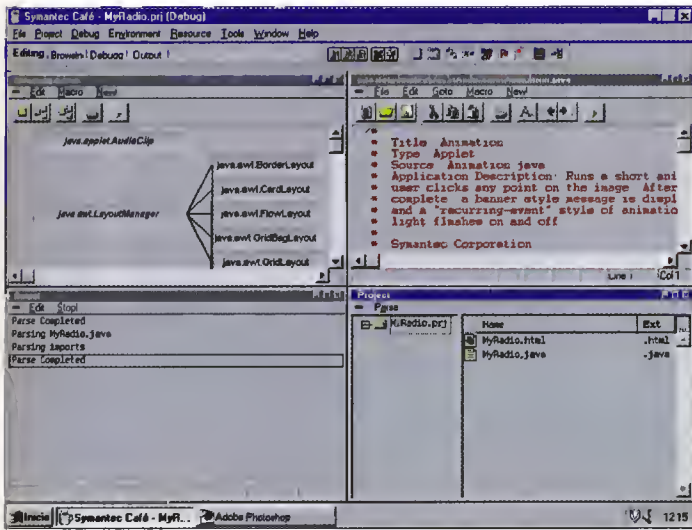 Symantec Café - MyRadio.prj (Debug)
File Project Debug Environment Resource Tools Window Help
Editing Browsin Debugg Output
Edit Macro New!
java.applet.AudioClip
java.awt.LayoutManager
java.awt.BorderLayout
java.awt.CardLayout
java.awt.FlowLayout
java.awt.GridBagLayout
java.awt.GridLayout
File Edit Goto Macro New!
/*
* Title Animation
* Type Applet
* Source Animation java
* Application Description: Runs a short ani
* user clicks any point on the image After
* complete a banner style message is displ
* and a "recurring-event" style of animatio
* light flashes on and off
*
* Symantec Corporation
Line 1 Col 1
Edit Stop!
Parse Completed
Parsing MyRadio.java
Parsing imports
Parse Completed
Project
Parse
MyRadio.prj
Name Ext
MyRadio.html .html
MyRadio.java .java
Inicio Symantec Café - MyR... Adobe Photoshop 12:15